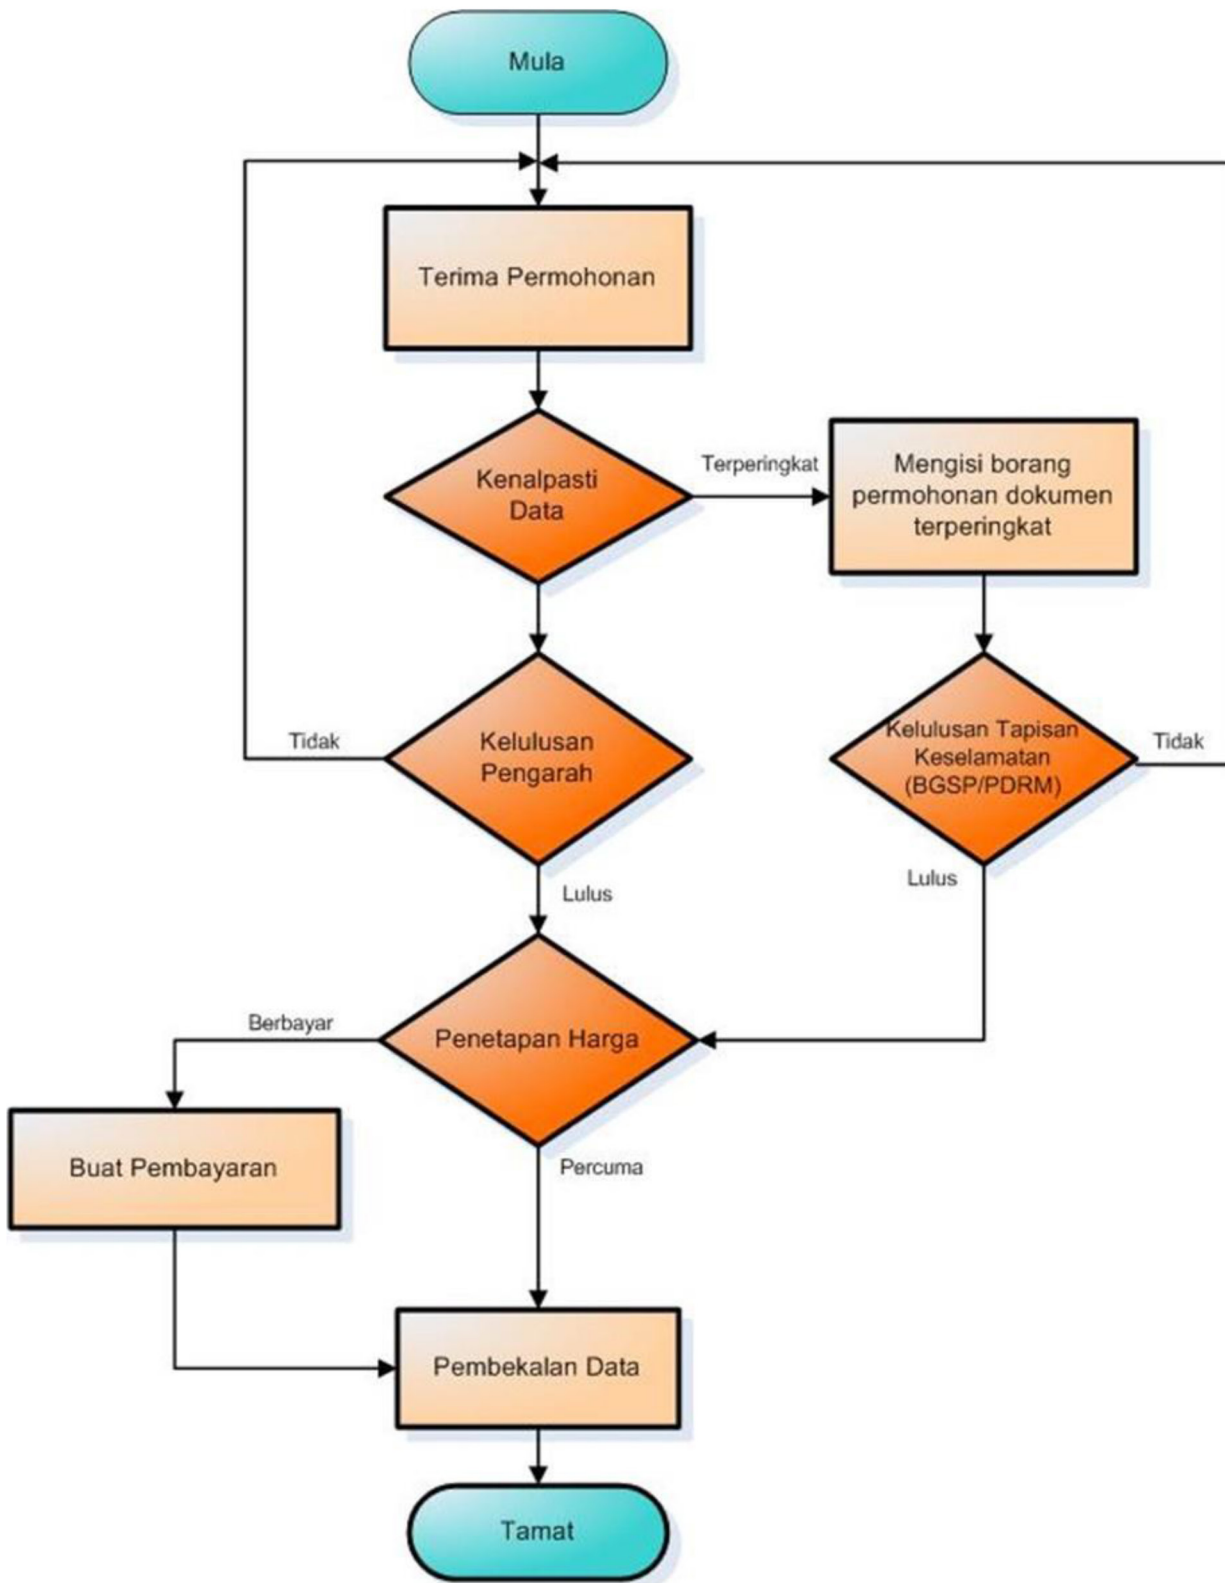 Mula
Terima Permohonan
Kenalpasti
Data
Terperingkat
Mengisi borang
permohonan dokumen
terperingkat
Tidak
Kelulusan
Pengarah
Kelulusan Tapisan
Keselamatan
(BGSP/PDRM)
Tidak
Lulus
Lulus
Berbayar
Penetapan Harga
Buat Pembayaran
Percuma
Pembekalan Data
Tamat